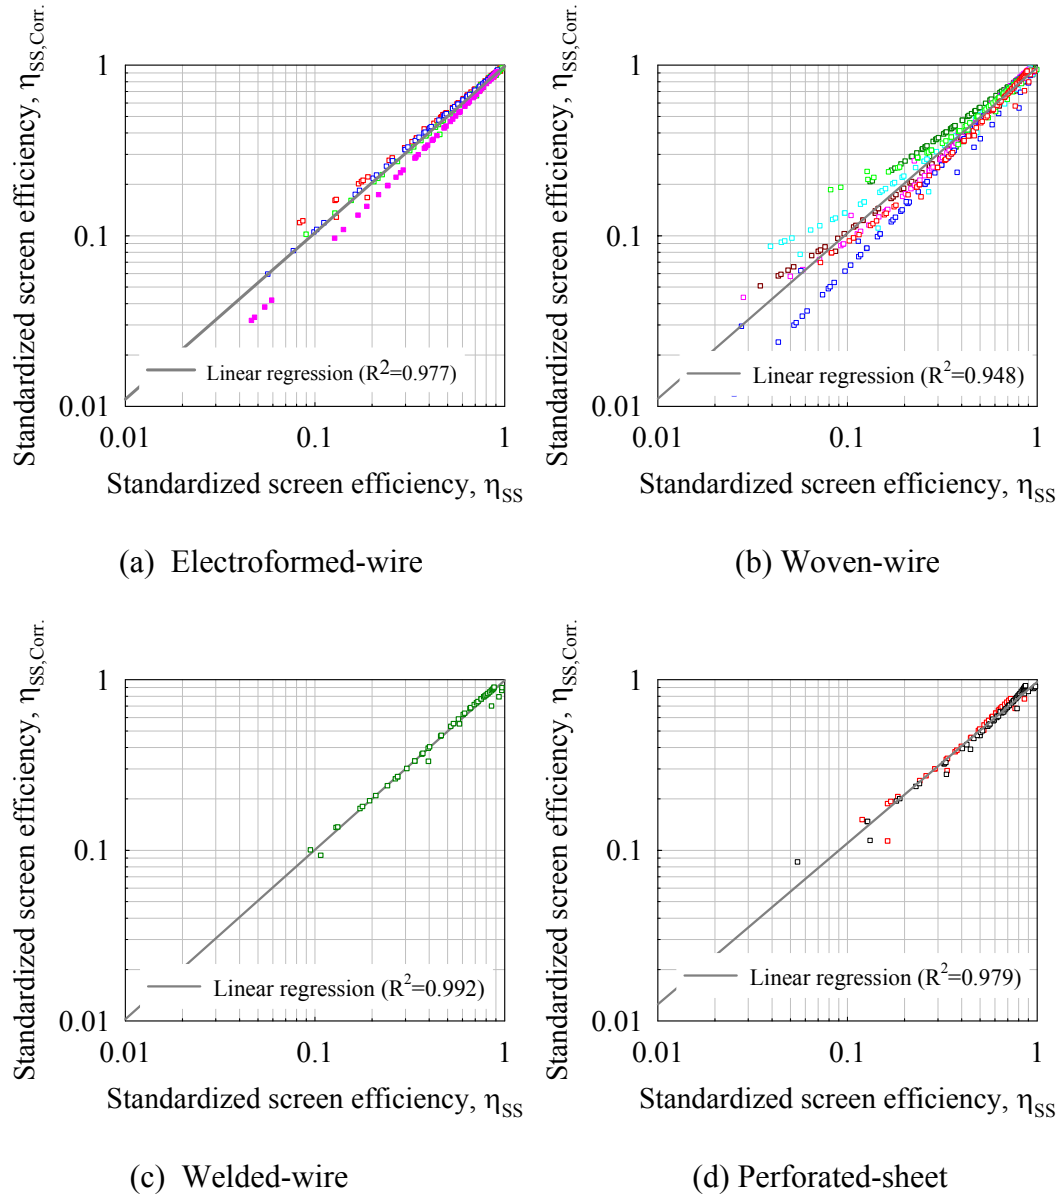 Standardized screen efficiency, ηSS,Corr.
1
0.1
0.01
Linear regression (R2=0.977)
0.01 0.1 1
Standardized screen efficiency, ηSS
(a) Electroformed-wire
Standardized screen efficiency, ηSS,Corr.
1
0.1
0.01
Linear regression (R2=0.948)
0.01 0.1 1
Standardized screen efficiency, ηSS
(b) Woven-wire
Standardized screen efficiency, ηSS,Corr.
1
0.1
0.01
Linear regression (R2=0.992)
0.01 0.1 1
Standardized screen efficiency, ηSS
(c) Welded-wire
Standardized screen efficiency, ηSS,Corr.
1
0.1
0.01
Linear regression (R2=0.979)
0.01 0.1 1
Standardized screen efficiency, ηSS
(d) Perforated-sheet